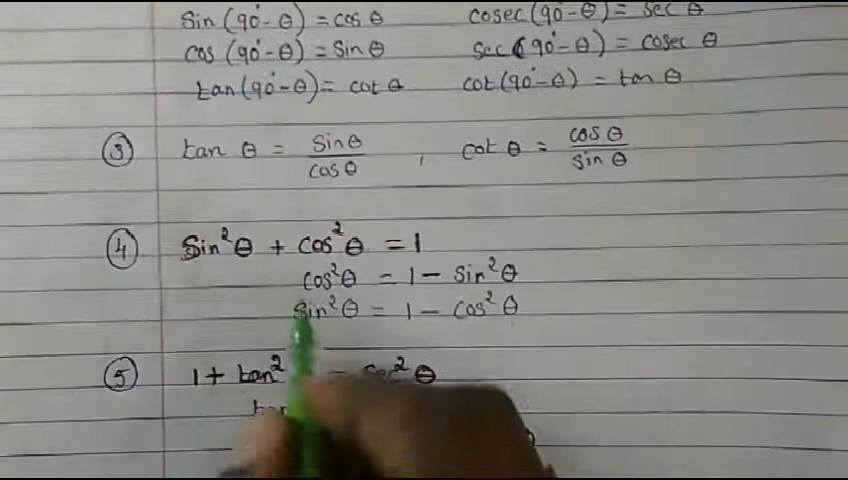 sin (90° - θ) = cos θ cosec (90° - θ) = sec θ
cos (90° - θ) = sin θ sec (90° - θ) = cosec θ
tan (90° - θ) = cot θ cot (90° - θ) = tan θ
③ tan θ = sin θ / cos θ , cot θ = cos θ / sin θ
④ sin²θ + cos²θ = 1
cos²θ = 1 - sin²θ
sin²θ = 1 - cos²θ
⑤ 1 + tan² = ²θ
tan